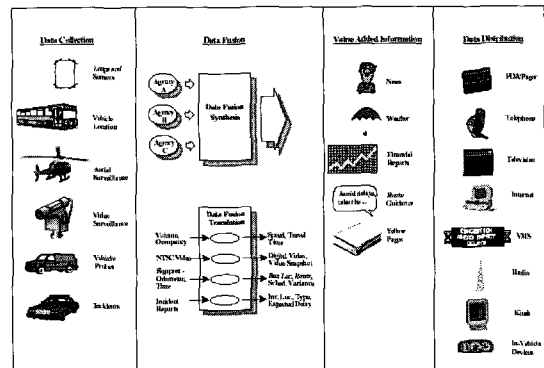 Data Collection
Loops and
Sensors
Vehicle
Location
Aerial
Surveillance
Video
Surveillance
Vehicle
Probes
Incidents
Data Fusion
Agency
A
Agency
B
Agency
C
Data Fusion
Synthesis
Data Fusion
Translation
Volume,
Occupancy
Speed, Travel
Time
NTSC Video
Digital Video,
Video Snapshot
Signpost -
Odometer,
Time
Bus Loc, Route,
Sched. Variance
Incident
Reports
Inc. Loc, Type,
Expected Delay
Value Added Information
News
Weather
Financial
Reports
Avoid delays,
Route
Guidance
Yellow
Pages
Data Distribution
PDA/Pager
Telephone
Television
Internet
VMS
Radio
Kiosk
In-Vehicle
Devices